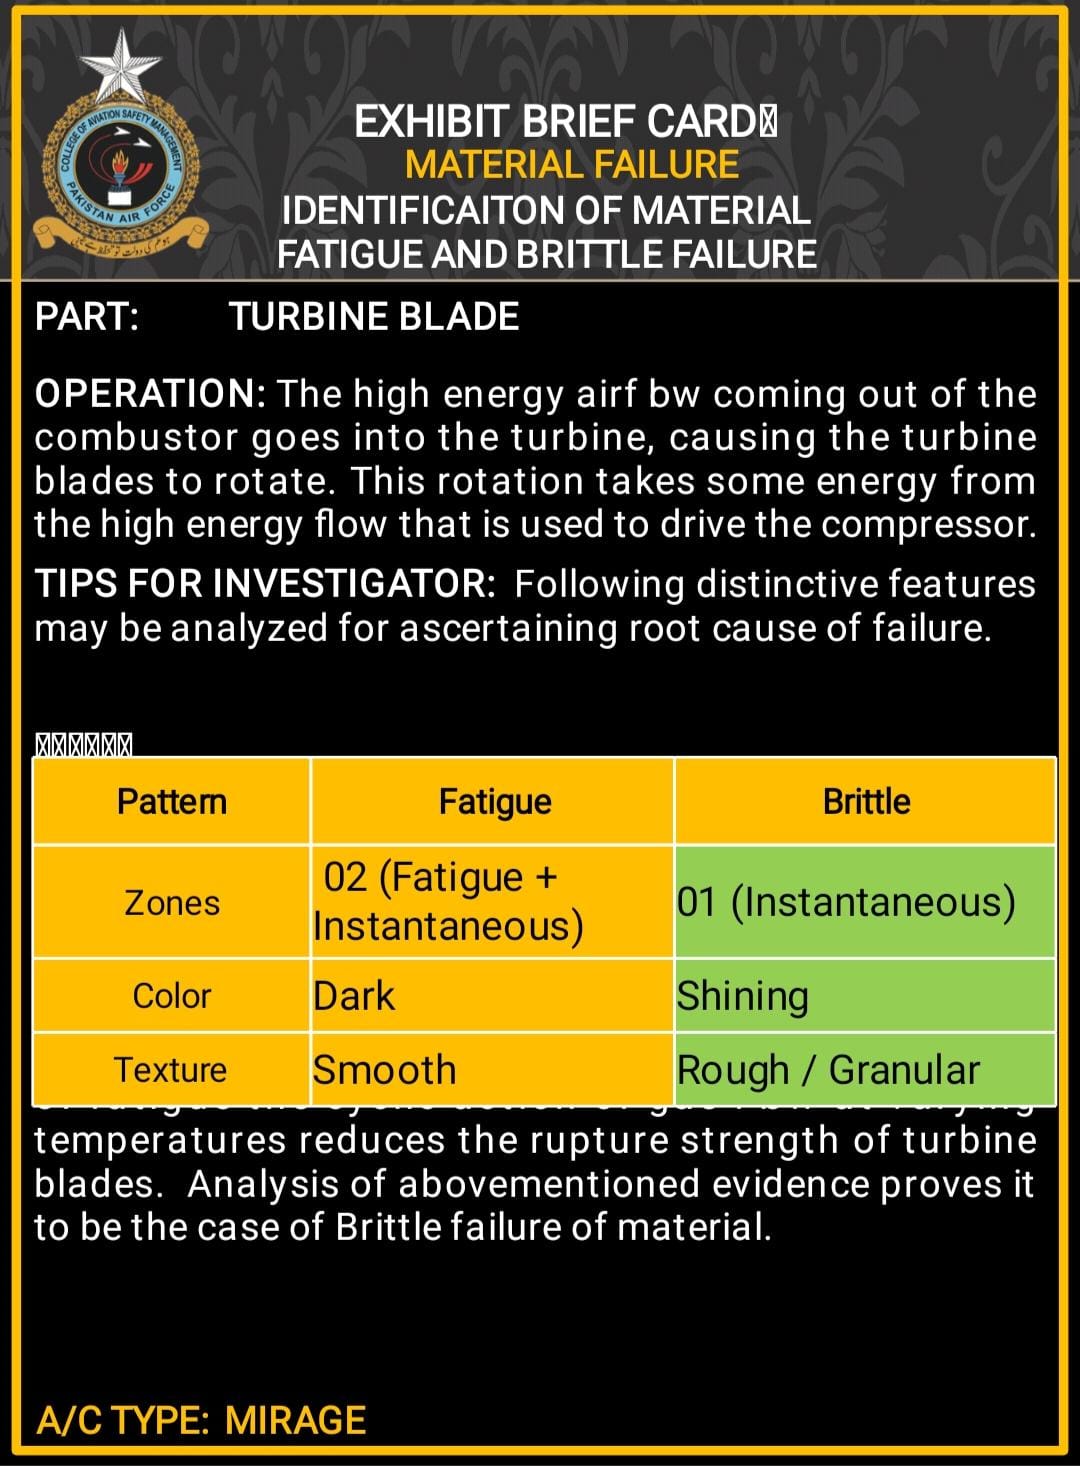 COLLEGE OF AVIATION SAFETY MANAGEMENT
PAKISTAN AIR FORCE
EXHIBIT BRIEF CARD
MATERIAL FAILURE
IDENTIFICAITON OF MATERIAL
FATIGUE AND BRITTLE FAILURE
PART: TURBINE BLADE
OPERATION: The high energy airf bw coming out of the
combustor goes into the turbine, causing the turbine
blades to rotate. This rotation takes some energy from
the high energy flow that is used to drive the compressor.
TIPS FOR INVESTIGATOR: Following distinctive features
may be analyzed for ascertaining root cause of failure.
Pattern Fatigue Brittle
Zones 02 (Fatigue + Instantaneous) 01 (Instantaneous)
Color Dark Shining
Texture Smooth Rough / Granular
temperatures reduces the rupture strength of turbine
blades. Analysis of abovementioned evidence proves it
to be the case of Brittle failure of material.
A/C TYPE: MIRAGE